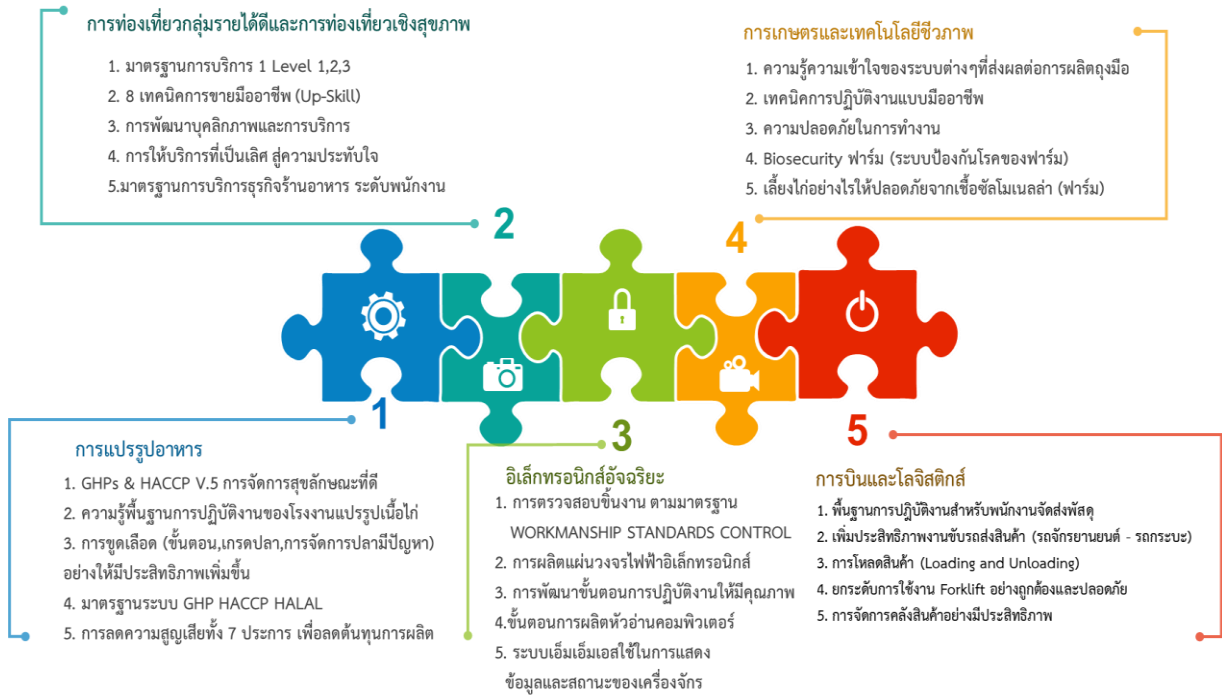 การท่องเที่ยวกลุ่มรายได้ดีและการท่องเที่ยวเชิงสุขภาพ
1. มาตรฐานการบริการ 1 Level 1,2,3
2. 8 เทคนิคการขายมืออาชีพ (Up-Skill)
3. การพัฒนาบุคลิกภาพและการบริการ
4. การให้บริการที่เป็นเลิศ สู่ความประทับใจ
5.มาตรฐานการบริการธุรกิจร้านอาหาร ระดับพนักงาน
2
การเกษตรและเทคโนโลยีชีวภาพ
1. ความรู้ความเข้าใจของระบบต่างๆที่ส่งผลต่อการผลิตถุงมือ
2. เทคนิคการปฏิบัติงานแบบมืออาชีพ
3. ความปลอดภัยในการทำงาน
4. Biosecurity ฟาร์ม (ระบบป้องกันโรคของฟาร์ม)
5. เลี้ยงไก่อย่างไรให้ปลอดภัยจากเชื้อซัลโมเนลล่า (ฟาร์ม)
4
1
การแปรรูปอาหาร
1. GHPs & HACCP V.5 การจัดการสุขลักษณะที่ดี
2. ความรู้พื้นฐานการปฏิบัติงานของโรงงานแปรรูปเนื้อไก่
3. การขูดเลือด (ขั้นตอน,เกรดปลา,การจัดการปลามีปัญหา)
อย่างให้มีประสิทธิภาพเพิ่มขึ้น
4. มาตรฐานระบบ GHP HACCP HALAL
5. การลดความสูญเสียทั้ง 7 ประการ เพื่อลดต้นทุนการผลิต
3
อิเล็กทรอนิกส์อัจฉริยะ
1. การตรวจสอบชิ้นงาน ตามมาตรฐาน
WORKMANSHIP STANDARDS CONTROL
2. การผลิตแผ่นวงจรไฟฟ้าอิเล็กทรอนิกส์
3. การพัฒนาขั้นตอนการปฏิบัติงานให้มีคุณภาพ
4.ขั้นตอนการผลิตหัวอ่านคอมพิวเตอร์
5. ระบบเอ็มเอ็มเอสใช้ในการแสดง
ข้อมูลและสถานะของเครื่องจักร
5
การบินและโลจิสติกส์
1. พื้นฐานการปฏิบัติงานสำหรับพนักงานจัดส่งพัสดุ
2. เพิ่มประสิทธิภาพงานขับรถส่งสินค้า (รถจักรยานยนต์ - รถกระบะ)
3. การโหลดสินค้า (Loading and Unloading)
4. ยกระดับการใช้งาน Forklift อย่างถูกต้องและปลอดภัย
5. การจัดการคลังสินค้าอย่างมีประสิทธิภาพ